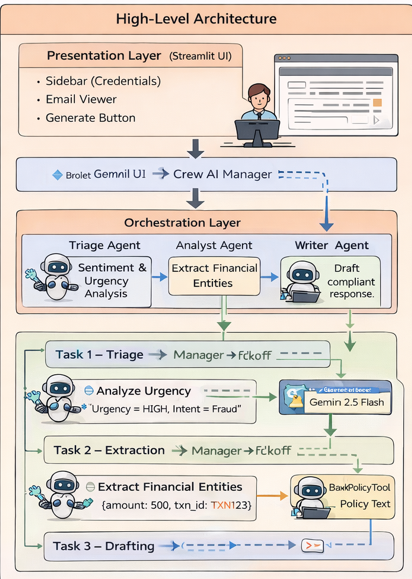 High-Level Architecture
Presentation Layer (Streamlit UI)
• Sidebar (Credentials)
• Email Viewer
• Generate Button
Brolet Gemnil UI → Crew AI Manager
Orchestration Layer
Triage Agent
Sentiment &
Urgency
Analysis
Analyst Agent
Extract Financial
Entities
Writer Agent
Draft
compliant
response.
Task 1 – Triage → Manager → fckoff
Analyze Urgency
"Urgency = HIGH, Intent = Fraud"
Gemin 2.5 Flash
Task 2 – Extraction → Manager → fckoff
Extract Financial Entities
{amount: 500, txn_id: TXN123}
BaxkPolicyTool
Policy Text
Task 3 – Drafting